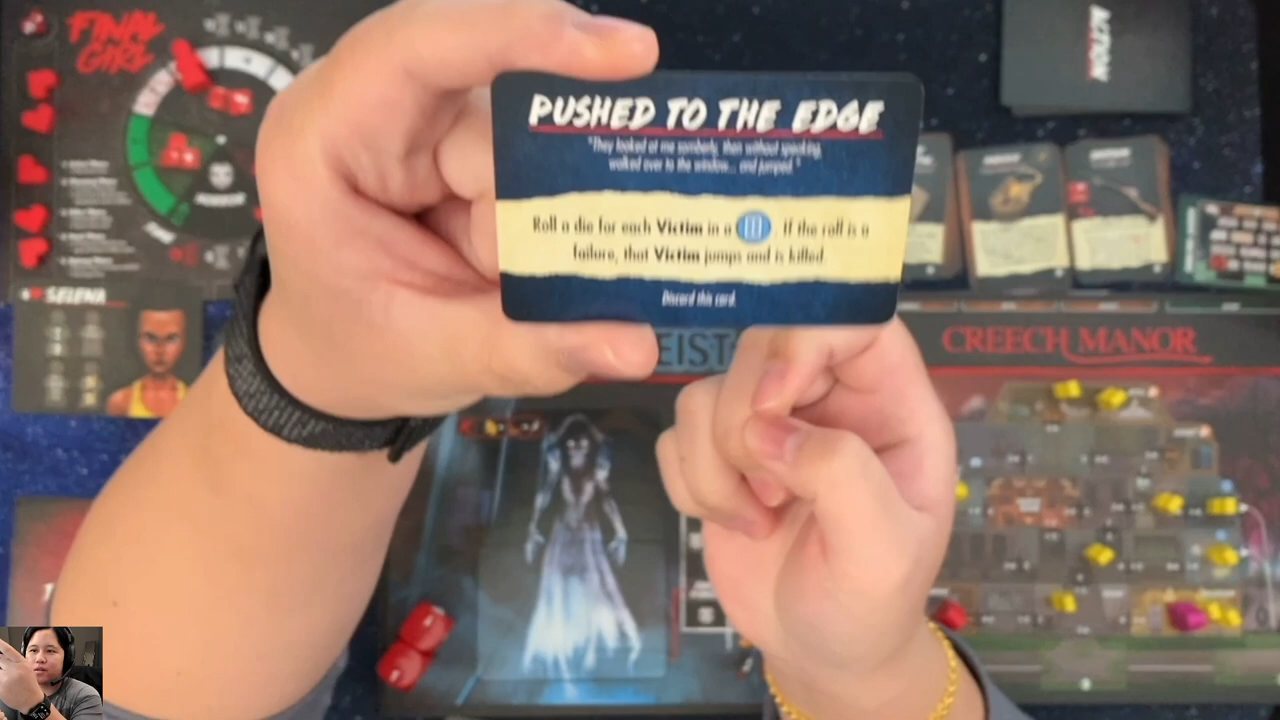 FINAL
GIRL
ACTION
PUSHED TO THE EDGE
"They looked at me somberly, then without speaking,
walked over to the window... and jumped."
Roll a die for each Victim in a If the roll is a
failure, that Victim jumps and is killed.
Discard this card.
SELENA
EIST
CREECH MANOR